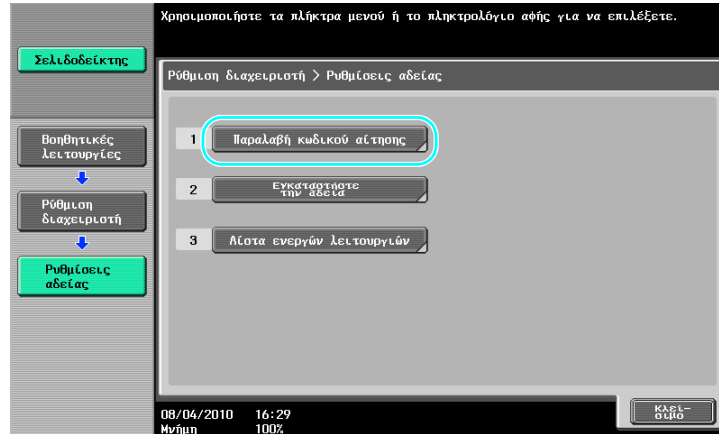 Χρησιμοποιήστε τα πλήκτρα μενού ή το πληκτρολόγιο αφής για να επιλέξετε.
Σελιδοδείκτης
Ρύθμιση διαχειριστή > Ρυθμίσεις αδείας
Βοηθητικές
λειτουργίες
Ρύθμιση
διαχειριστή
Ρυθμίσεις
αδείας
1 Παραλαβή κωδικού αίτησης
2 Εγκαταστήστε
την άδεια
3 Λίστα ενεργών λειτουργιών
08/04/2010 16:29
Μνήμη 100%
Κλεί-
σιμο